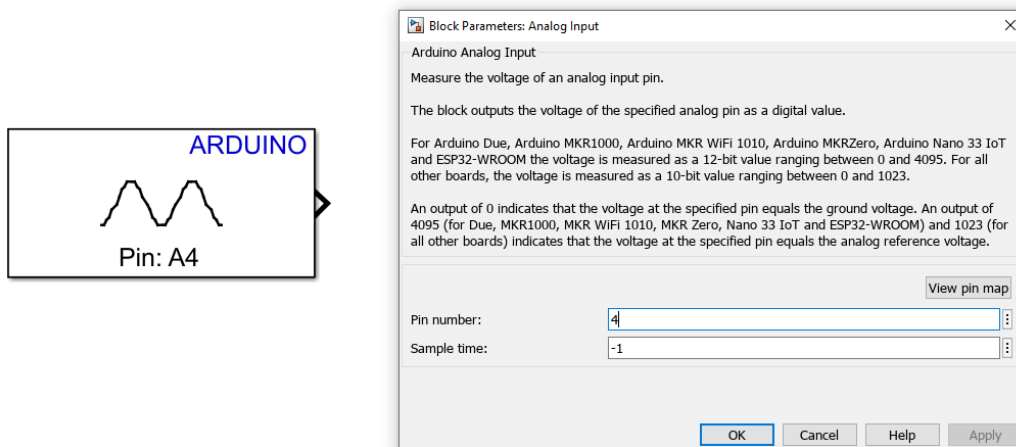 ARDUINO
Pin: A4
Block Parameters: Analog Input
Arduino Analog Input
Measure the voltage of an analog input pin.
The block outputs the voltage of the specified analog pin as a digital value.
For Arduino Due, Arduino MKR1000, Arduino MKR WiFi 1010, Arduino MKRZero, Arduino Nano 33 IoT
and ESP32-WROOM the voltage is measured as a 12-bit value ranging between 0 and 4095. For all
other boards, the voltage is measured as a 10-bit value ranging between 0 and 1023.
An output of 0 indicates that the voltage at the specified pin equals the ground voltage. An output of
4095 (for Due, MKR1000, MKR WiFi 1010, MKR Zero, Nano 33 IoT and ESP32-WROOM) and 1023 (for
all other boards) indicates that the voltage at the specified pin equals the analog reference voltage.
View pin map
Pin number: 4
Sample time: -1
OK Cancel Help Apply